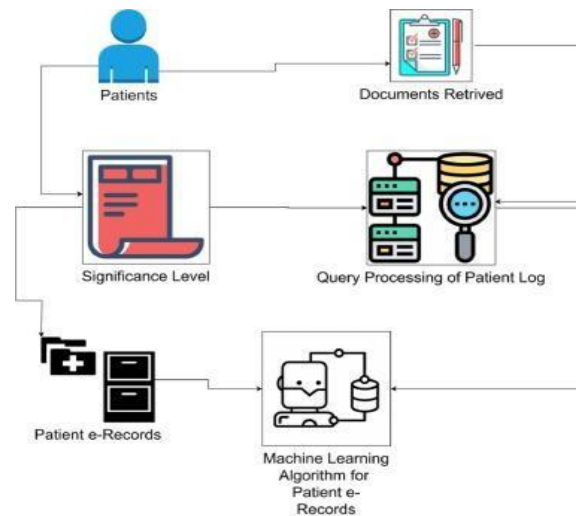 Patients
Documents Retrived
Significance Level
Query Processing of Patient Log
Patient e-Records
Machine Learning
Algorithm for
Patient e-
Records